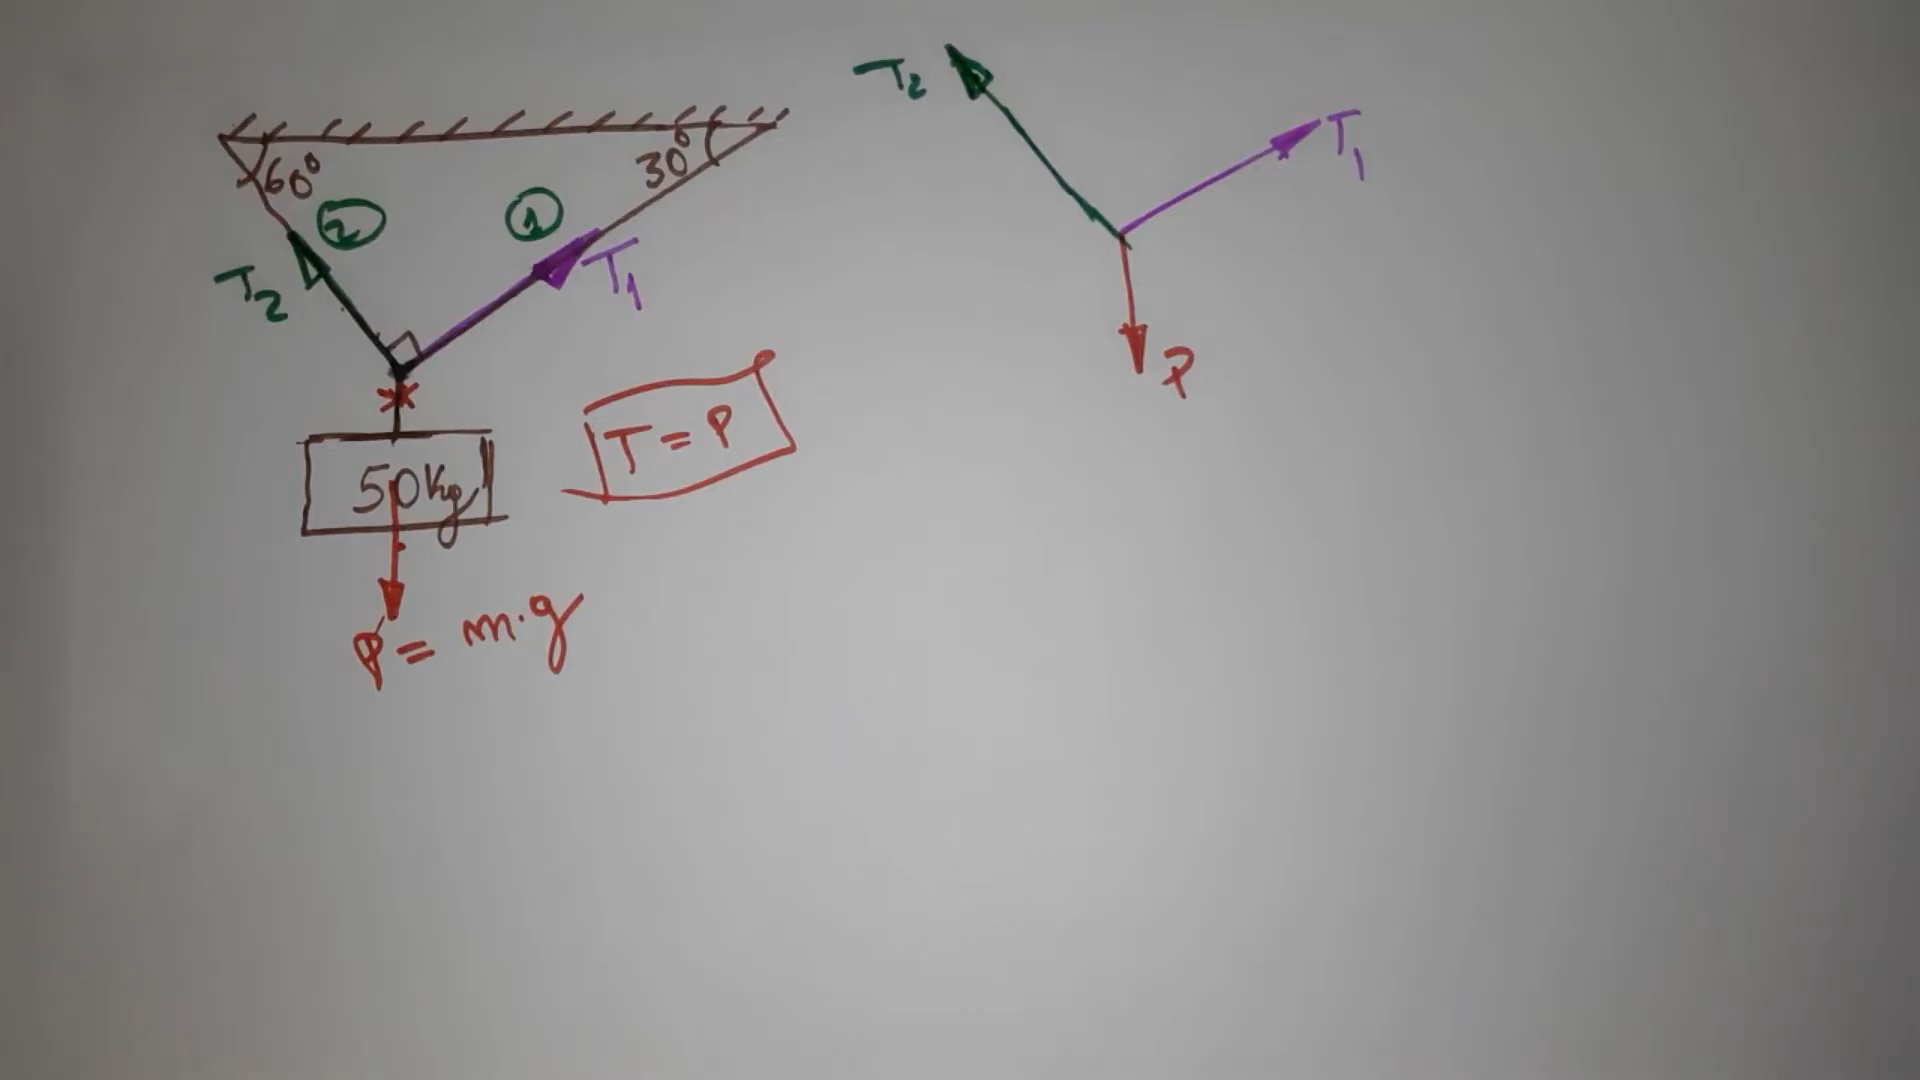 60°
30°
②
①
T2
T1
50Kg
T = P
P = m.g
T2
T1
P